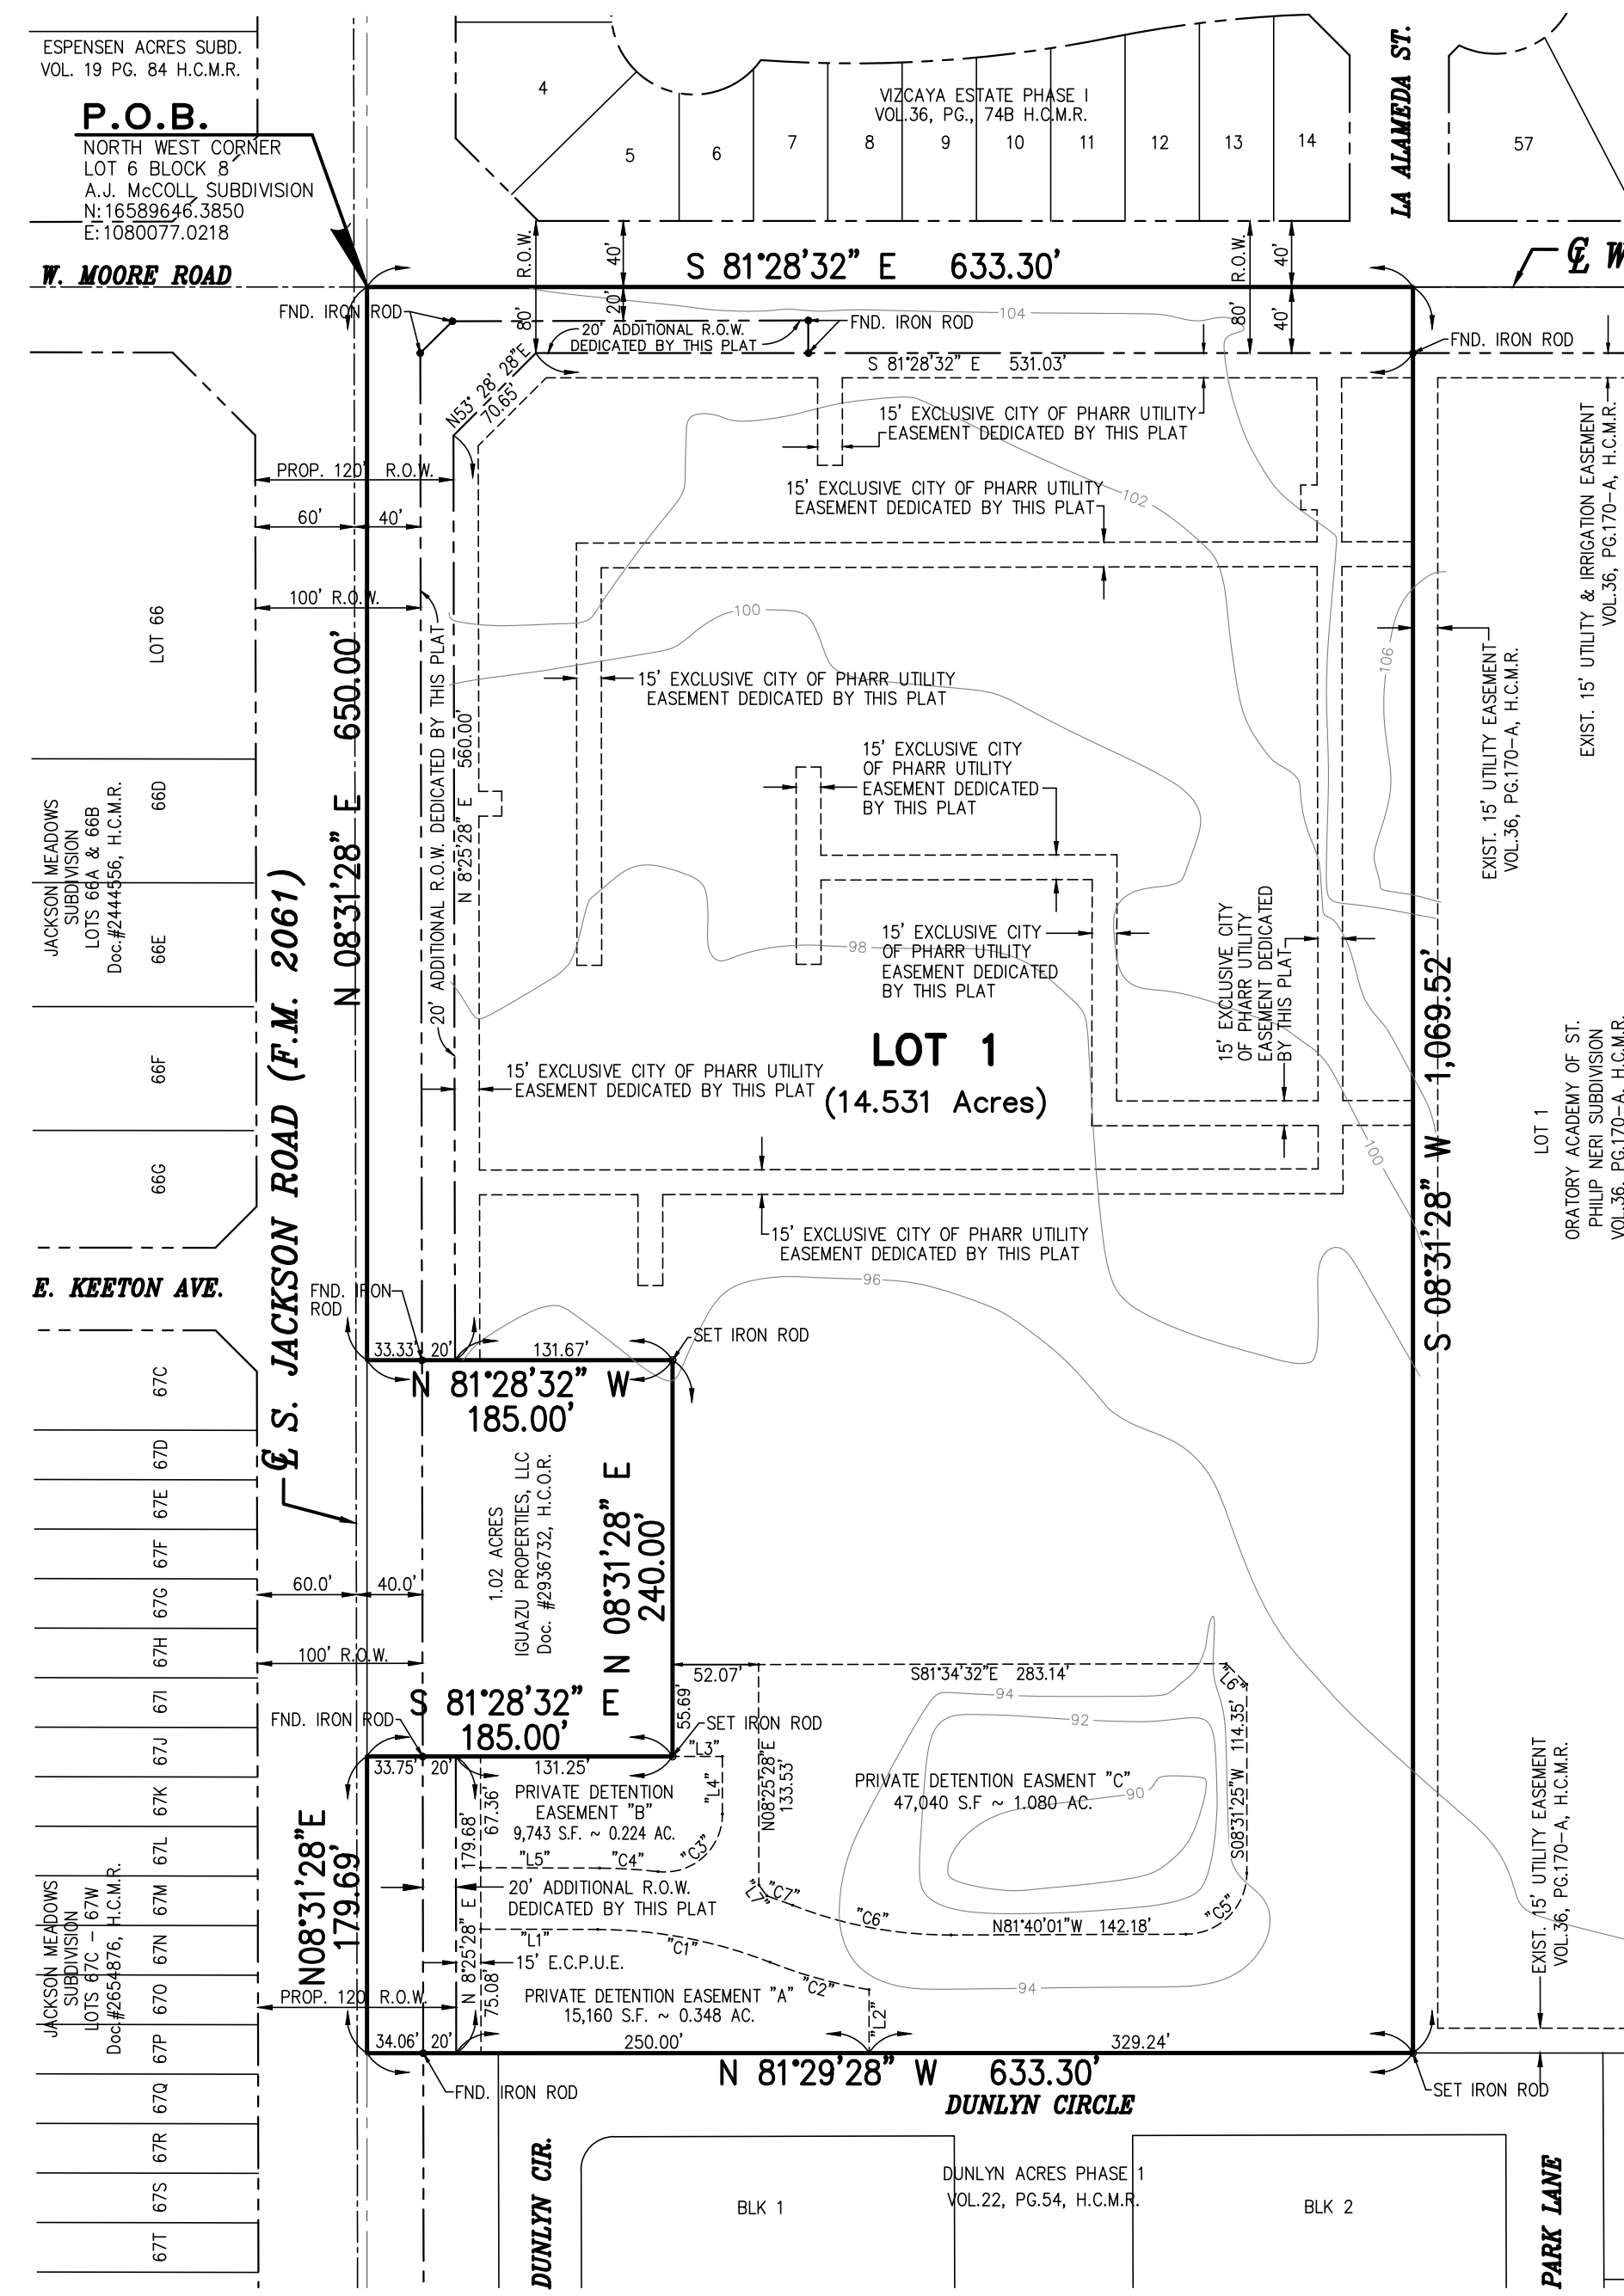 ESPENSEN ACRES SUBD.
VOL. 19 PG. 84 H.C.M.R.
P.O.B.
NORTH WEST CORNER
LOT 6 BLOCK 8
A.J. McCOLL SUBDIVISION
N:16589646.3850
E:1080077.0218
W. MOORE ROAD
4
5
6
7
8
9
10
11
12
13
14
57
VIZCAYA ESTATE PHASE I
VOL.36, PG., 74B H.C.M.R.
LA ALAMEDA ST.
℄ W
80' R.O.W.
40'
20'
S 81°28'32" E 633.30'
80' R.O.W.
40'
40'
FND. IRON ROD
20' ADDITIONAL R.O.W.
DEDICATED BY THIS PLAT
FND. IRON ROD
104
FND. IRON ROD
S 81°28'32" E 531.03'
N53° 28' 28"E
70.65'
15' EXCLUSIVE CITY OF PHARR UTILITY
EASEMENT DEDICATED BY THIS PLAT
PROP. 120' R.O.W.
60'
40'
15' EXCLUSIVE CITY OF PHARR UTILITY
EASEMENT DEDICATED BY THIS PLAT
102
EXIST. 15' UTILITY & IRRIGATION EASEMENT
VOL.36, PG.170-A, H.C.M.R.
100' R.O.W.
100
LOT 66
N 08°31'28" E 650.00'
20' ADDITIONAL R.O.W. DEDICATED BY THIS PLAT
N 8°25'28" E 560.00'
15' EXCLUSIVE CITY OF PHARR UTILITY
EASEMENT DEDICATED BY THIS PLAT
106
EXIST. 15' UTILITY EASEMENT
VOL.36, PG.170-A, H.C.M.R.
15' EXCLUSIVE CITY
OF PHARR UTILITY
EASEMENT DEDICATED
BY THIS PLAT
JACKSON MEADOWS
SUBDIVISION
LOTS 66A & 66B
Doc.#2444556, H.C.M.R.
66D
66E
66F
66G
15' EXCLUSIVE CITY
OF PHARR UTILITY
EASEMENT DEDICATED
BY THIS PLAT
98
15' EXCLUSIVE CITY
OF PHARR UTILITY
EASEMENT DEDICATED
BY THIS PLAT
LOT 1
(14.531 Acres)
15' EXCLUSIVE CITY OF PHARR UTILITY
EASEMENT DEDICATED BY THIS PLAT
100
S 08°31'28" W 1,069.52'
LOT 1
ORATORY ACADEMY OF ST.
PHILIP NERI SUBDIVISION
VOL.36, PG.170-A, H.C.M.R.
15' EXCLUSIVE CITY OF PHARR UTILITY
EASEMENT DEDICATED BY THIS PLAT
96
℄ S. JACKSON ROAD (F.M. 2061)
E. KEETON AVE.
FND. IRON
ROD
SET IRON ROD
33.33'
20'
131.67'
N 81°28'32" W
185.00'
67C
67D
67E
67F
67G
67H
67I
67J
67K
67L
67M
67N
67O
67P
67Q
67R
67S
67T
1.02 ACRES
IGUAZU PROPERTIES, LLC
Doc. #2936732, H.C.O.R.
N 08°31'28" E
240.00'
60.0'
40.0'
100' R.O.W.
S 81°28'32" E
185.00'
FND. IRON ROD
52.07'
55.69'
SET IRON ROD
S81°34'32"E 283.14'
"L6"
94
92
90
33.75'
20'
131.25'
"L3"
"L4"
PRIVATE DETENTION
EASEMENT "B"
9,743 S.F. ~ 0.224 AC.
67.36'
179.68'
N08°25'28"E
133.53'
PRIVATE DETENTION EASMENT "C"
47,040 S.F ~ 1.080 AC.
S08°31'25"W 114.35'
"L5"
"C4"
"C3"
N08°31'28"E
179.69'
20' ADDITIONAL R.O.W.
DEDICATED BY THIS PLAT
"L7"
"C7"
"C6"
N81°40'01"W 142.18'
"C5"
"L1"
"C1"
"C2"
"L2"
94
N 8°25'28" E
15' E.C.P.U.E.
75.08'
PRIVATE DETENTION EASEMENT "A"
15,160 S.F. ~ 0.348 AC.
EXIST. 15' UTILITY EASEMENT
VOL.36, PG.170-A, H.C.M.R.
JACKSON MEADOWS
SUBDIVISION
LOTS 67C - 67W
Doc.#2654876, H.C.M.R.
PROP. 120' R.O.W.
34.06'
20'
250.00'
329.24'
N 81°29'28" W 633.30'
FND. IRON ROD
SET IRON ROD
DUNLYN CIRCLE
DUNLYN CIR.
BLK 1
DUNLYN ACRES PHASE 1
VOL.22, PG.54, H.C.M.R.
BLK 2
PARK LANE